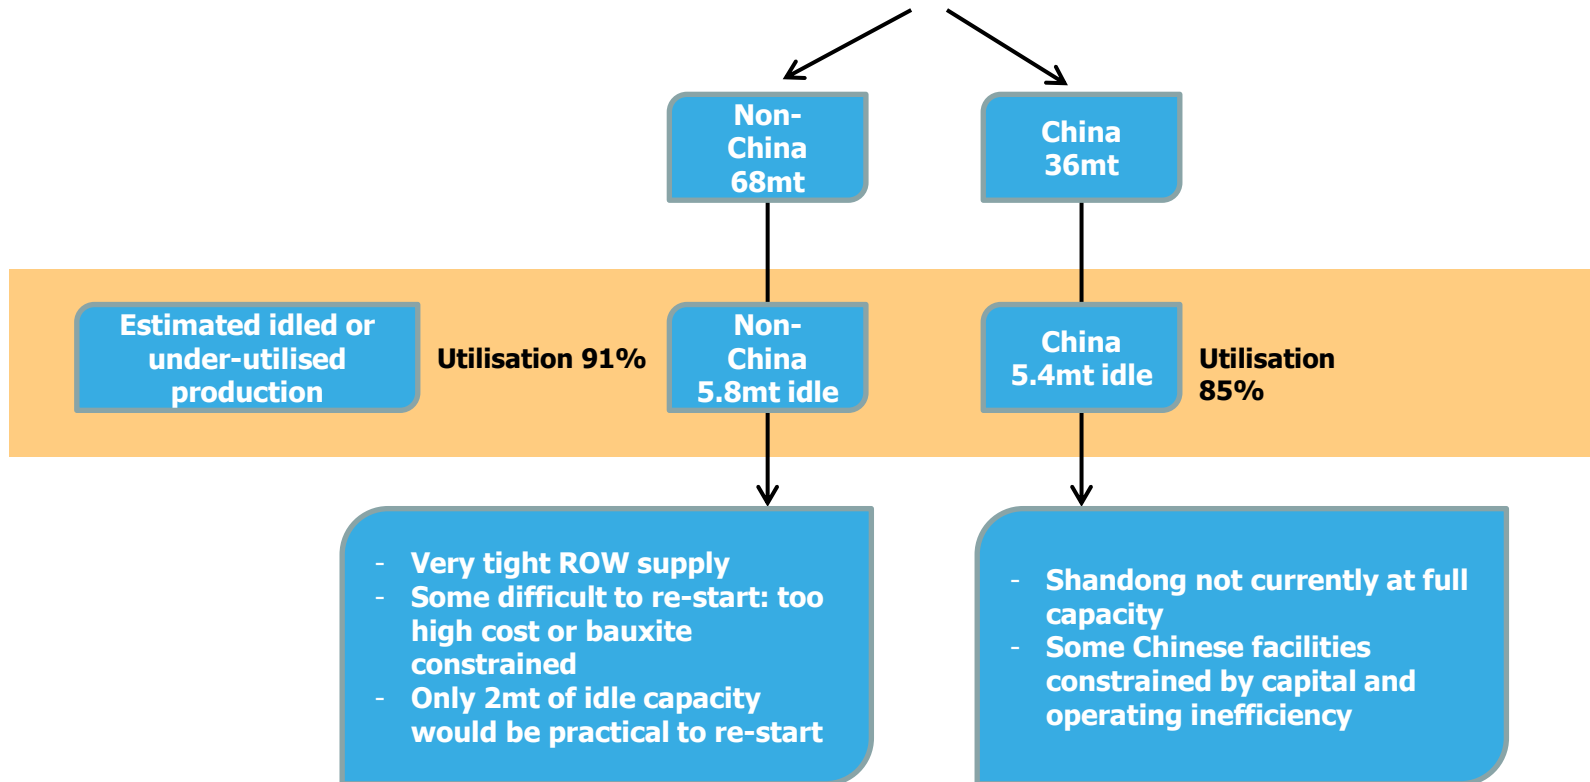 Non-
China
68mt
China
36mt
Estimated idled or
under-utilised
production
Utilisation 91%
Non-
China
5.8mt idle
China
5.4mt idle
Utilisation
85%
- Very tight ROW supply
- Some difficult to re-start: too
high cost or bauxite
constrained
- Only 2mt of idle capacity
would be practical to re-start
- Shandong not currently at full
capacity
- Some Chinese facilities
constrained by capital and
operating inefficiency